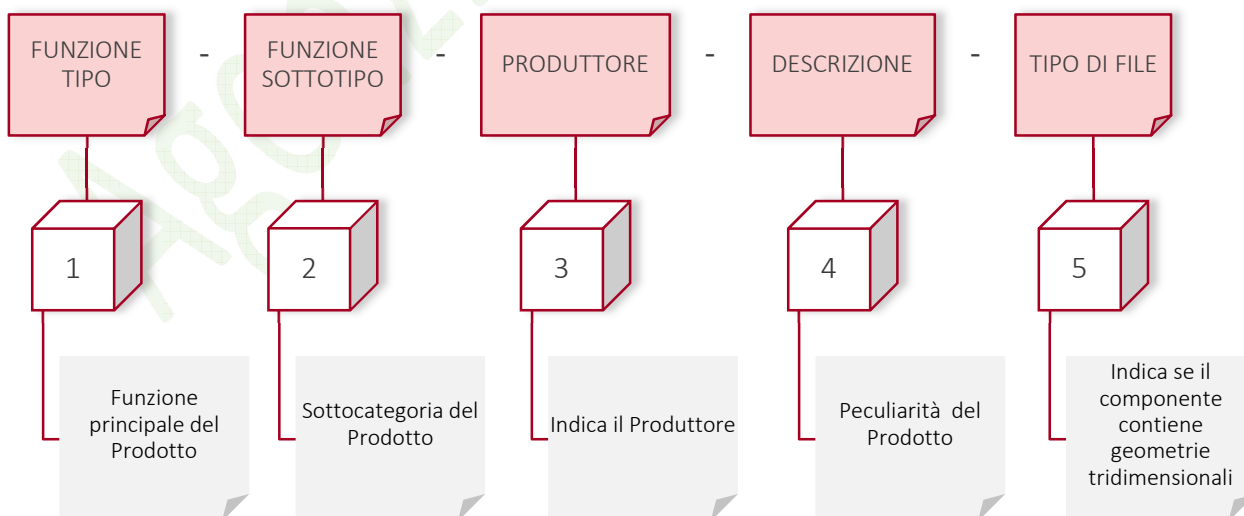 FUNZIONE
TIPO
-
FUNZIONE
SOTTOTIPO
-
PRODUTTORE
-
DESCRIZIONE
-
TIPO DI FILE
1
2
3
4
5
Funzione
principale del
Prodotto
Sottocategoria del
Prodotto
Indica il Produttore
Peculiarità del
Prodotto
Indica se il
componente
contiene
geometrie
tridimensionali